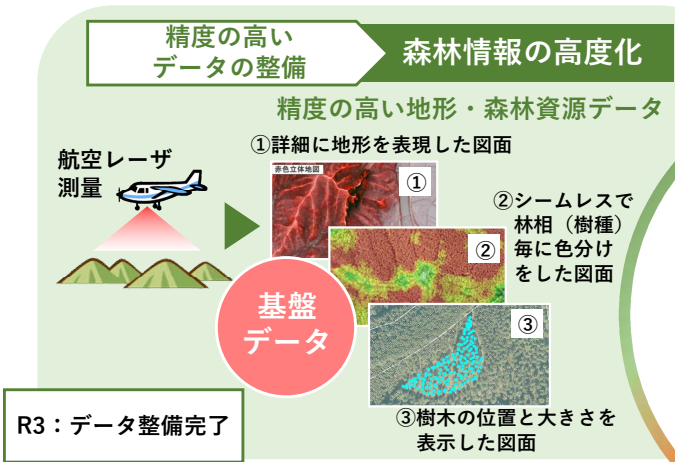 精度の高い
データの整備
森林情報の高度化
精度の高い地形・森林資源データ
①詳細に地形を表現した図面
航空レーザ
測量
赤色立体地図
①
②シームレスで
林相（樹種）
毎に色分け
をした図面
②
基盤
データ
③
R3：データ整備完了
③樹木の位置と大きさを
表示した図面